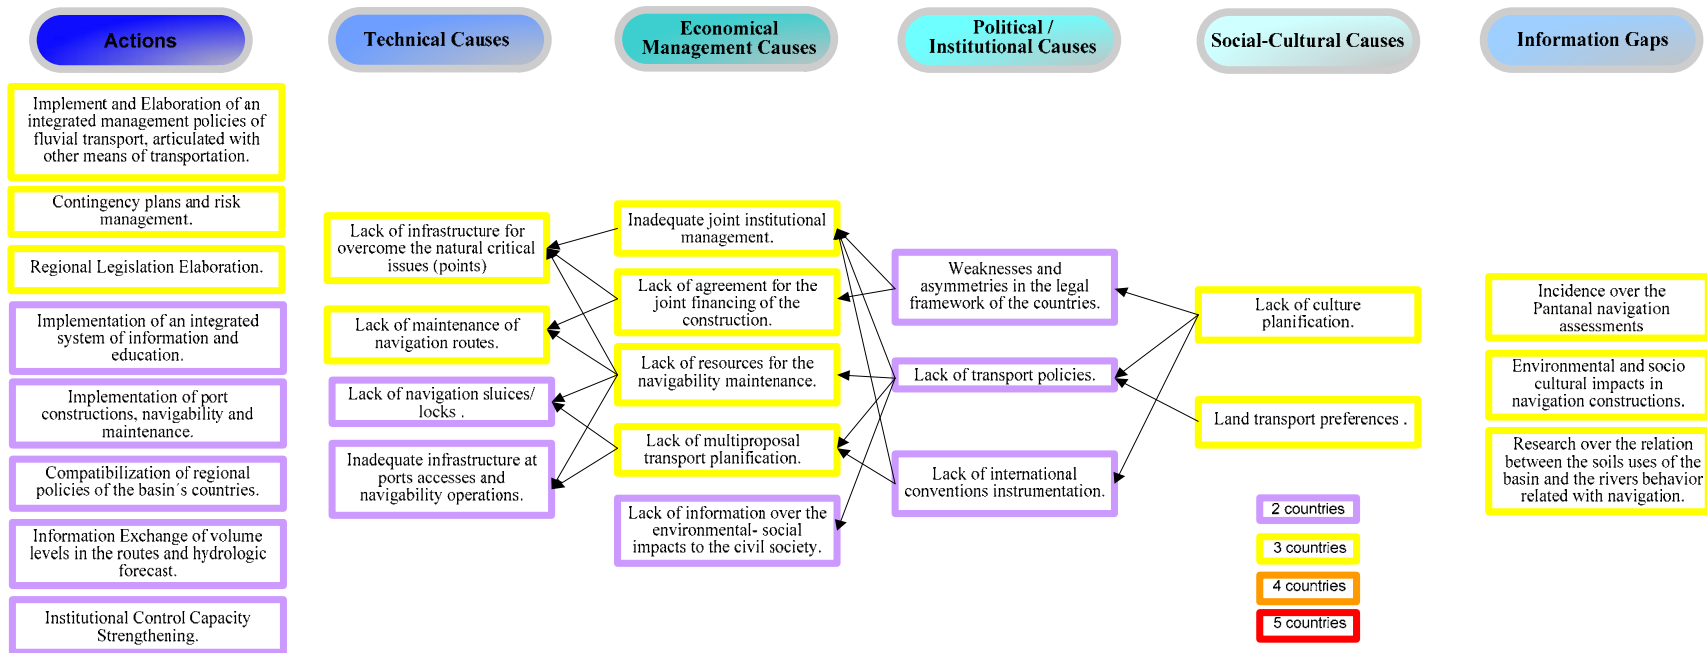 Actions
Technical Causes
Economical
Management Causes
Political /
Institutional Causes
Social-Cultural Causes
Information Gaps
Implement and Elaboration of an
integrated management policies of
fluvial transport, articulated with
other means of transportation.
Contingency plans and risk
management.
Regional Legislation Elaboration.
Implementation of an integrated
system of information and
education.
Implementation of port
constructions, navigability and
maintenance.
Compatibilization of regional
policies of the basin´s countries.
Information Exchange of volume
levels in the routes and hydrologic
forecast.
Institutional Control Capacity
Strengthening.
Lack of infrastructure for
overcome the natural critical
issues (points)
Lack of maintenance of
navigation routes.
Lack of navigation sluices/
locks .
Inadequate infrastructure at
ports accesses and
navigability operations.
Inadequate joint institutional
management.
Lack of agreement for the
joint financing of the
construction.
Lack of resources for the
navigability maintenance.
Lack of multiproposal
transport planification.
Lack of information over the
environmental- social
impacts to the civil society.
Weaknesses and
asymmetries in the legal
framework of the countries.
Lack of transport policies.
Lack of international
conventions instrumentation.
Lack of culture
planification.
Land transport preferences .
2 countries
3 countries
4 countries
5 countries
Incidence over the
Pantanal navigation
assessments
Environmental and socio
cultural impacts in
navigation constructions.
Research over the relation
between the soils uses of the
basin and the rivers behavior
related with navigation.